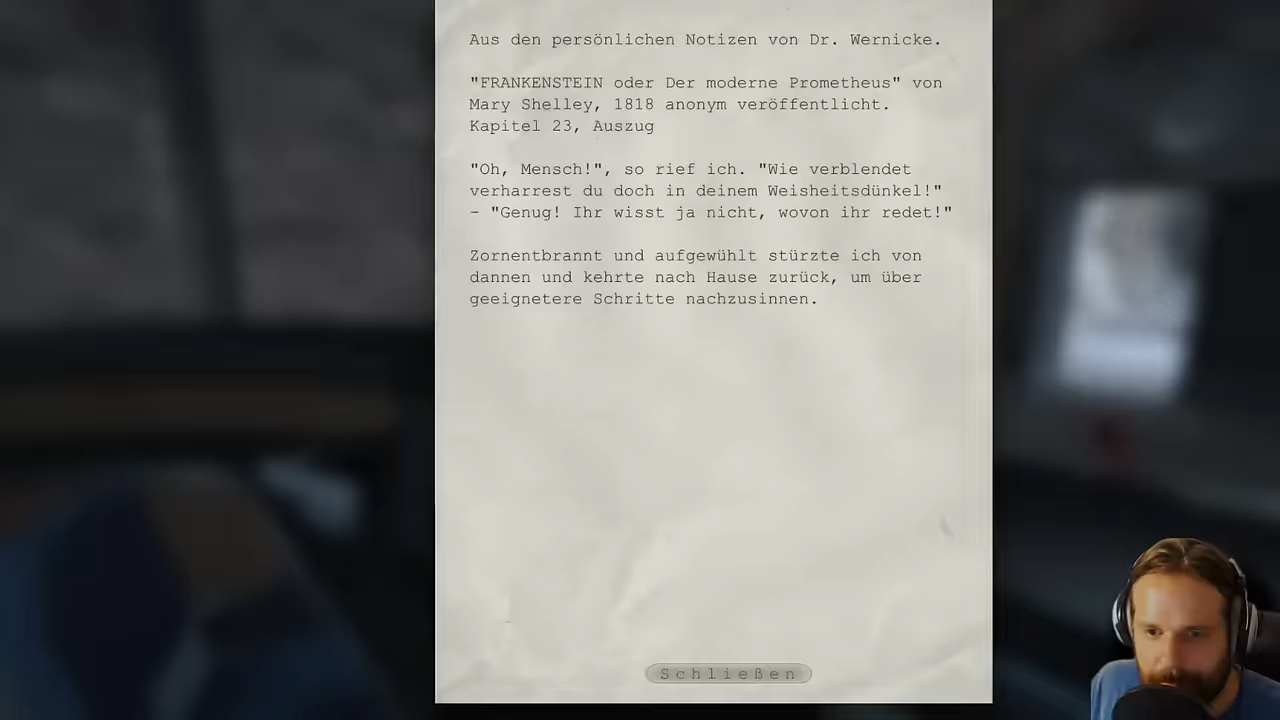 Aus den persönlichen Notizen von Dr. Wernicke.
"FRANKENSTEIN oder Der moderne Prometheus" von
Mary Shelley, 1818 anonym veröffentlicht.
Kapitel 23, Auszug
"Oh, Mensch!", so rief ich. "Wie verblendet
verharrest du doch in deinem Weisheitsdünkel!"
- "Genug! Ihr wisst ja nicht, wovon ihr redet!"
Zornentbrannt und aufgewühlt stürzte ich von
dannen und kehrte nach Hause zurück, um über
geeignetere Schritte nachzusinnen.
Schließen